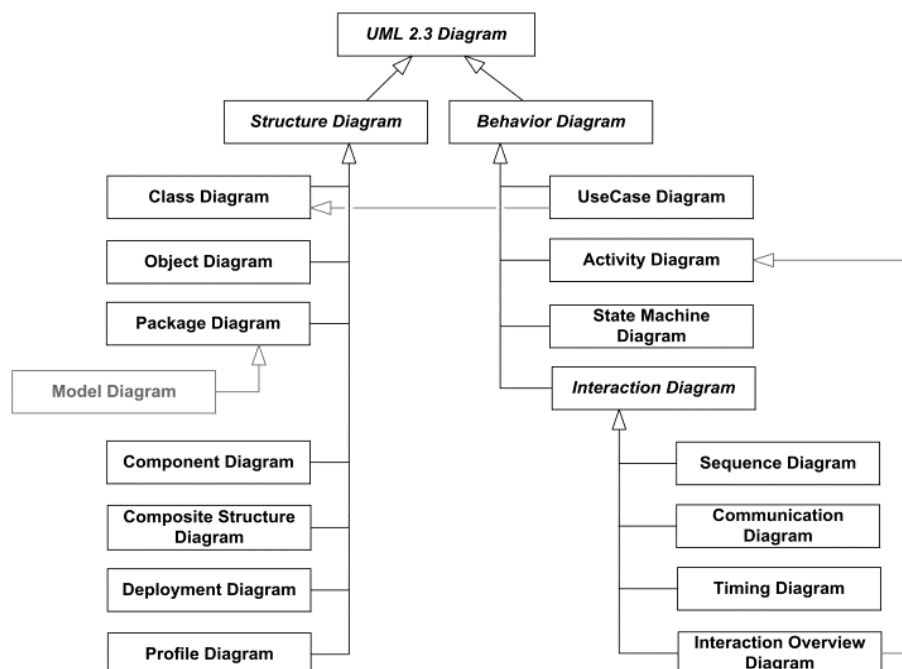 UML 2.3 Diagram
Structure Diagram
Behavior Diagram
Class Diagram
UseCase Diagram
Object Diagram
Activity Diagram
Package Diagram
State Machine
Diagram
Model Diagram
Interaction Diagram
Component Diagram
Sequence Diagram
Composite Structure
Diagram
Communication
Diagram
Deployment Diagram
Timing Diagram
Profile Diagram
Interaction Overview
Diagram